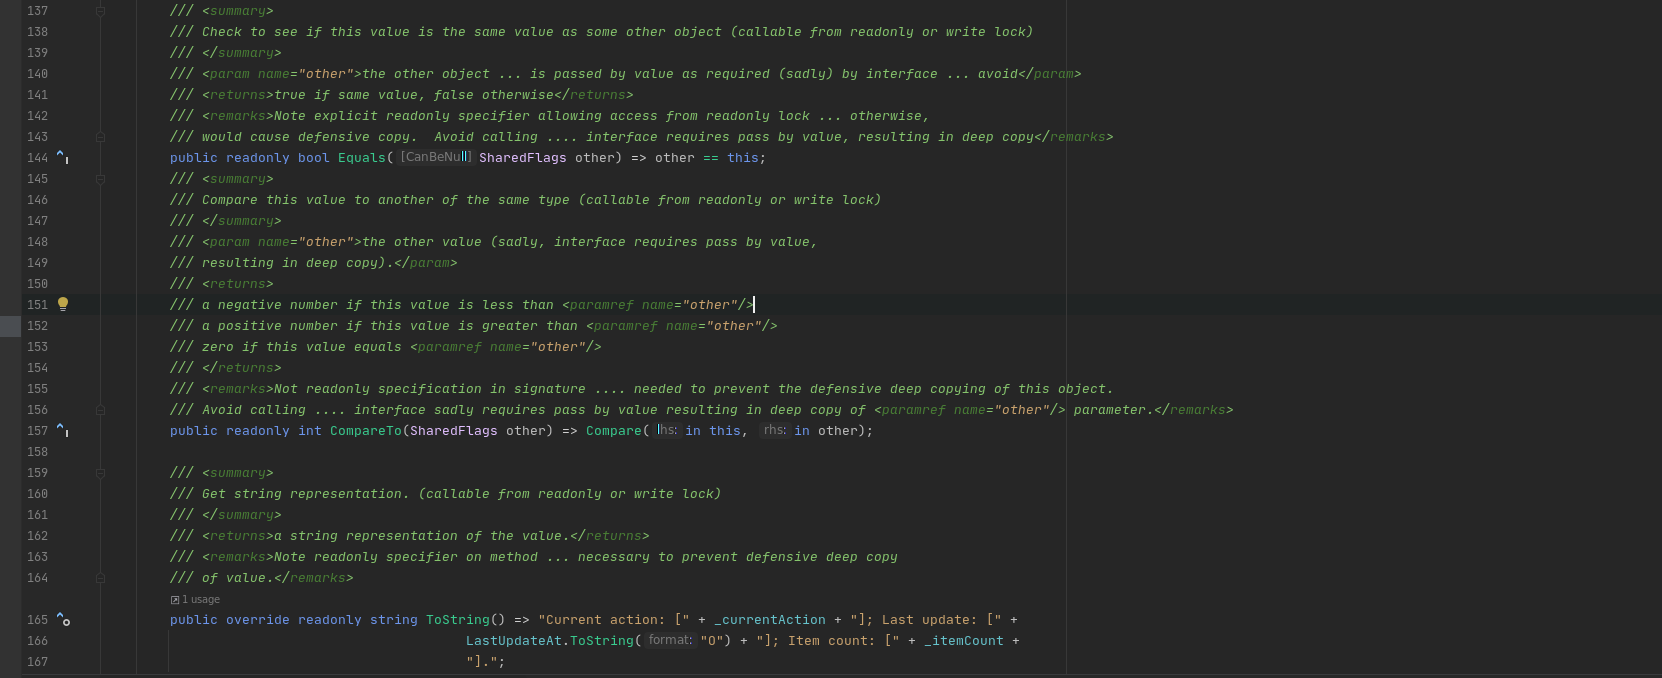 137 /// <summary>
138 /// Check to see if this value is the same value as some other object (callable from readonly or write lock)
139 /// </summary>
140 /// <param name="other">the other object ... is passed by value as required (sadly) by interface ... avoid</param>
141 /// <returns>true if same value, false otherwise</returns>
142 /// <remarks>Note explicit readonly specifier allowing access from readonly lock ... otherwise,
143 /// would cause defensive copy.  Avoid calling .... interface requires pass by value, resulting in deep copy</remarks>
144 public readonly bool Equals([CanBeNull] SharedFlags other) => other == this;
145 /// <summary>
146 /// Compare this value to another of the same type (callable from readonly or write lock)
147 /// </summary>
148 /// <param name="other">the other value (sadly, interface requires pass by value,
149 /// resulting in deep copy).</param>
150 /// <returns>
151 /// a negative number if this value is less than <paramref name="other"/>
152 /// a positive number if this value is greater than <paramref name="other"/>
153 /// zero if this value equals <paramref name="other"/>
154 /// </returns>
155 /// <remarks>Not readonly specification in signature .... needed to prevent the defensive deep copying of this object.
156 /// Avoid calling .... interface sadly requires pass by value resulting in deep copy of <paramref name="other"/> parameter.</remarks>
157 public readonly int CompareTo(SharedFlags other) => Compare(lhs: in this, rhs: in other);
158
159 /// <summary>
160 /// Get string representation. (callable from readonly or write lock)
161 /// </summary>
162 /// <returns>a string representation of the value.</returns>
163 /// <remarks>Note readonly specifier on method ... necessary to prevent defensive deep copy
164 /// of value.</remarks>
1 usage
165 public override readonly string ToString() => "Current action: [" + _currentAction + "]; Last update: [" +
166 LastUpdateAt.ToString(format: "O") + "]; Item count: [" + _itemCount +
167 "].";